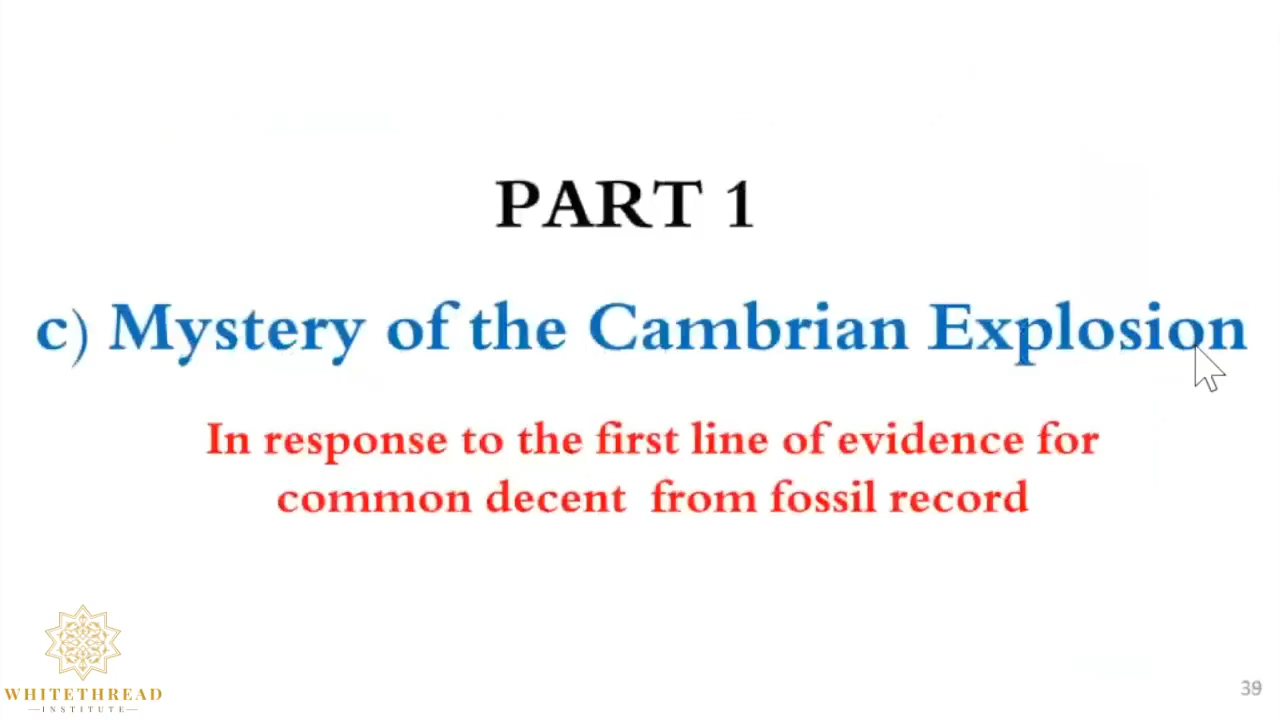 PART 1
c) Mystery of the Cambrian Explosion
In response to the first line of evidence for
common decent from fossil record
WHITETHREAD
INSTITUTE
39